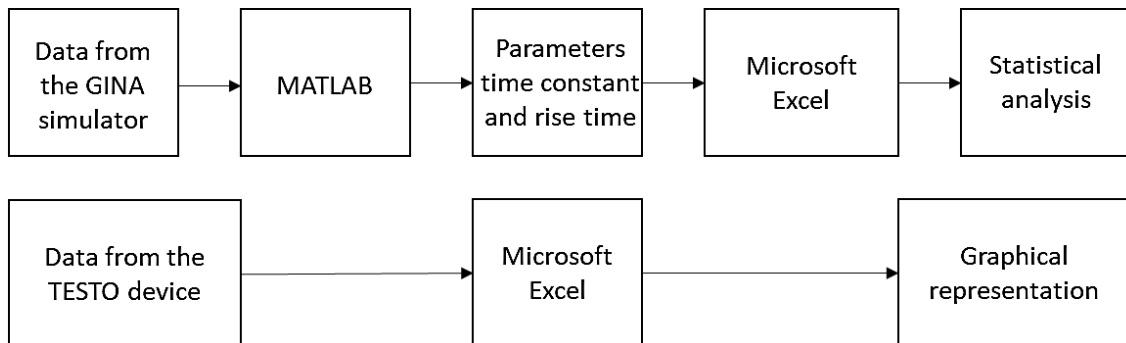 Data from
the GINA
simulator
MATLAB
Parameters
time constant
and rise time
Microsoft
Excel
Statistical
analysis
Data from the
TESTO device
Microsoft
Excel
Graphical
representation